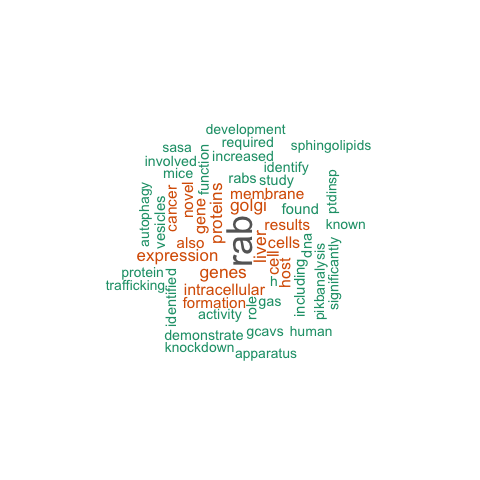 development
required
sphingolipids
sasa
function
increased
involved
identify
mice
rabs
study
ptdinsp
autophagy
vesicles
cancer
novel
gene
proteins
membrane
golgi
found
known
rab
results
liver
cells
dna
also
expression
cell
host
including
pikbanalysis
significantly
protein
genes
trafficking
identified
intracellular
h
formation
role
gas
activity
demonstrate
gcavs
human
knockdown
apparatus